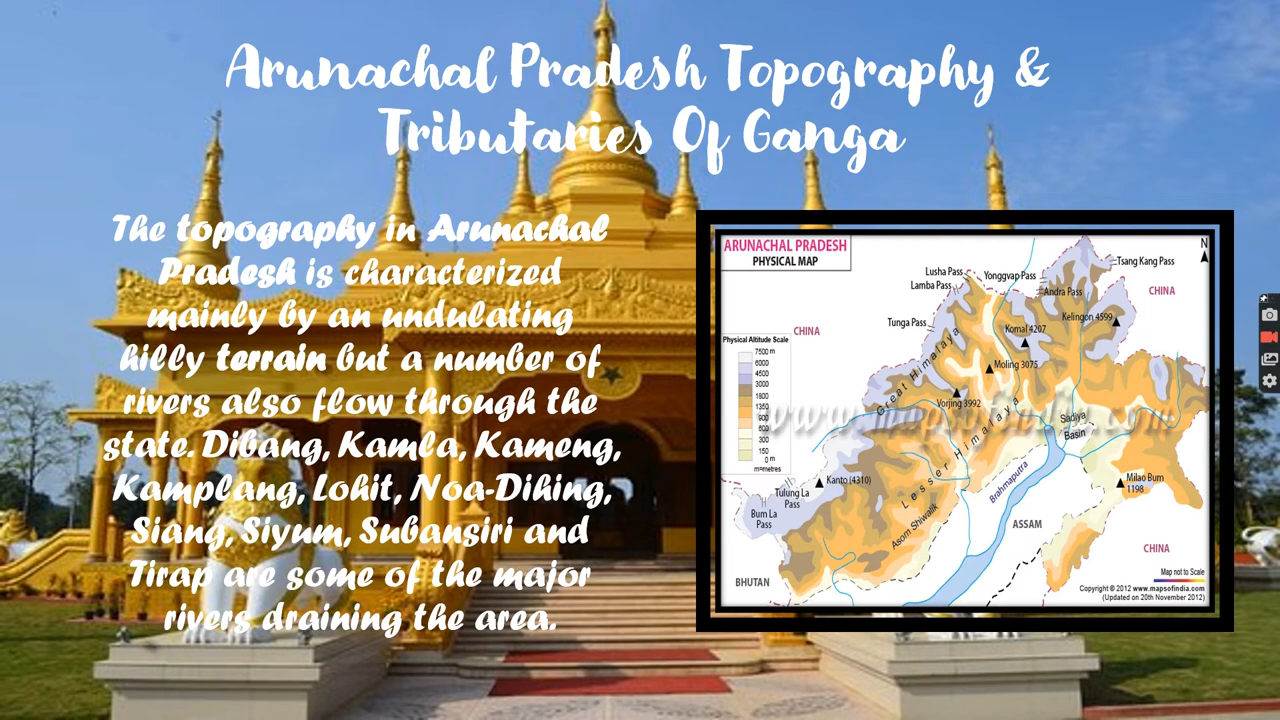 Arunachal Pradesh Topography &
Tributaries Of Ganga
The topography in Arunachal
Pradesh is characterized
mainly by an undulating
hilly terrain but a number of
rivers also flow through the
state. Dibang, Kamla, Kameng,
Kamplang, Lohit, Noa-Dihing,
Siang, Siyum, Subansiri and
Tirap are some of the major
rivers draining the area.
ARUNACHAL PRADESH
PHYSICAL MAP
N
Tsang Kang Pass
Lusha Pass
Yonggyap Pass
Lamba Pass
Andra Pass
CHINA
Kelingon 4599
Tunga Pass
CHINA
Komal 4207
Physical Altitude Scale
7500 m
6000
4500
3000
1800
1350
900
600
300
150
0 m
m=metres
Great Himalaya
Moling 3075
Vorjing 3992
www.mapsofindia.com
Sadiya
Basin
Lesser Himalaya
Kanto (4310)
Brahmaputra
Milao Bum
1198
Tulung La
Pass
Bum La
Pass
Asom Shiwalik
ASSAM
CHINA
BHUTAN
Map not to Scale
Copyright © 2012 www.mapsofindia.com
(Updated on 20th November 2012)